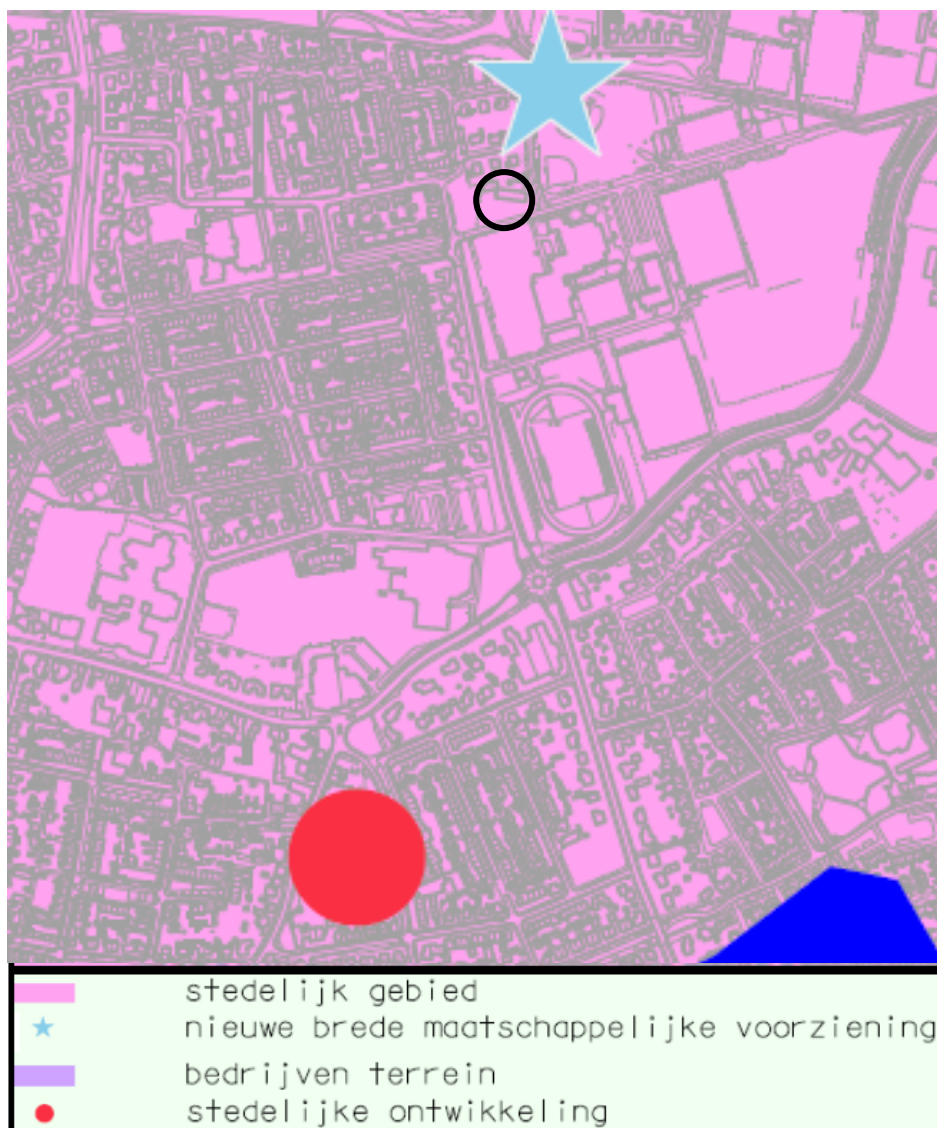 stedelijk gebied
nieuwe brede maatschappelijke voorziening
bedrijven terrein
stedelijke ontwikkeling